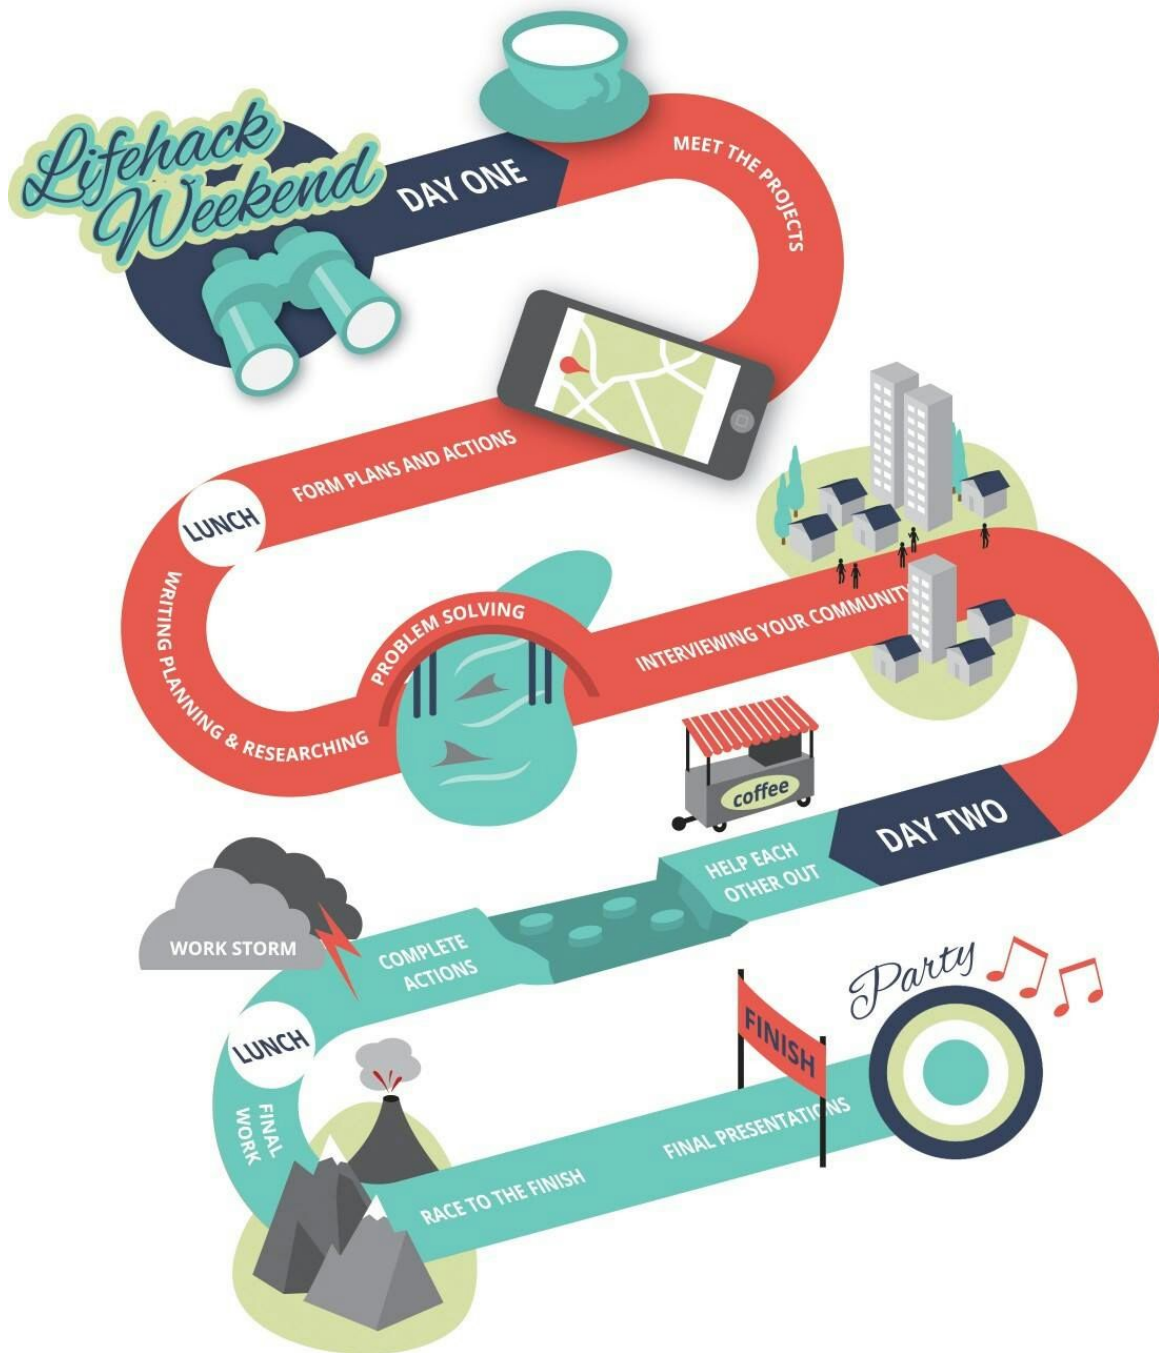 Lifehack
Weekend
DAY ONE
MEET THE PROJECTS
FORM PLANS AND ACTIONS
LUNCH
WRITING PLANNING & RESEARCHING
PROBLEM SOLVING
INTERVIEWING YOUR COMMUNITY
DAY TWO
coffee
HELP EACH
OTHER OUT
COMPLETE
ACTIONS
WORK STORM
LUNCH
FINAL
WORK
RACE TO THE FINISH
FINAL PRESENTATIONS
FINISH
Party